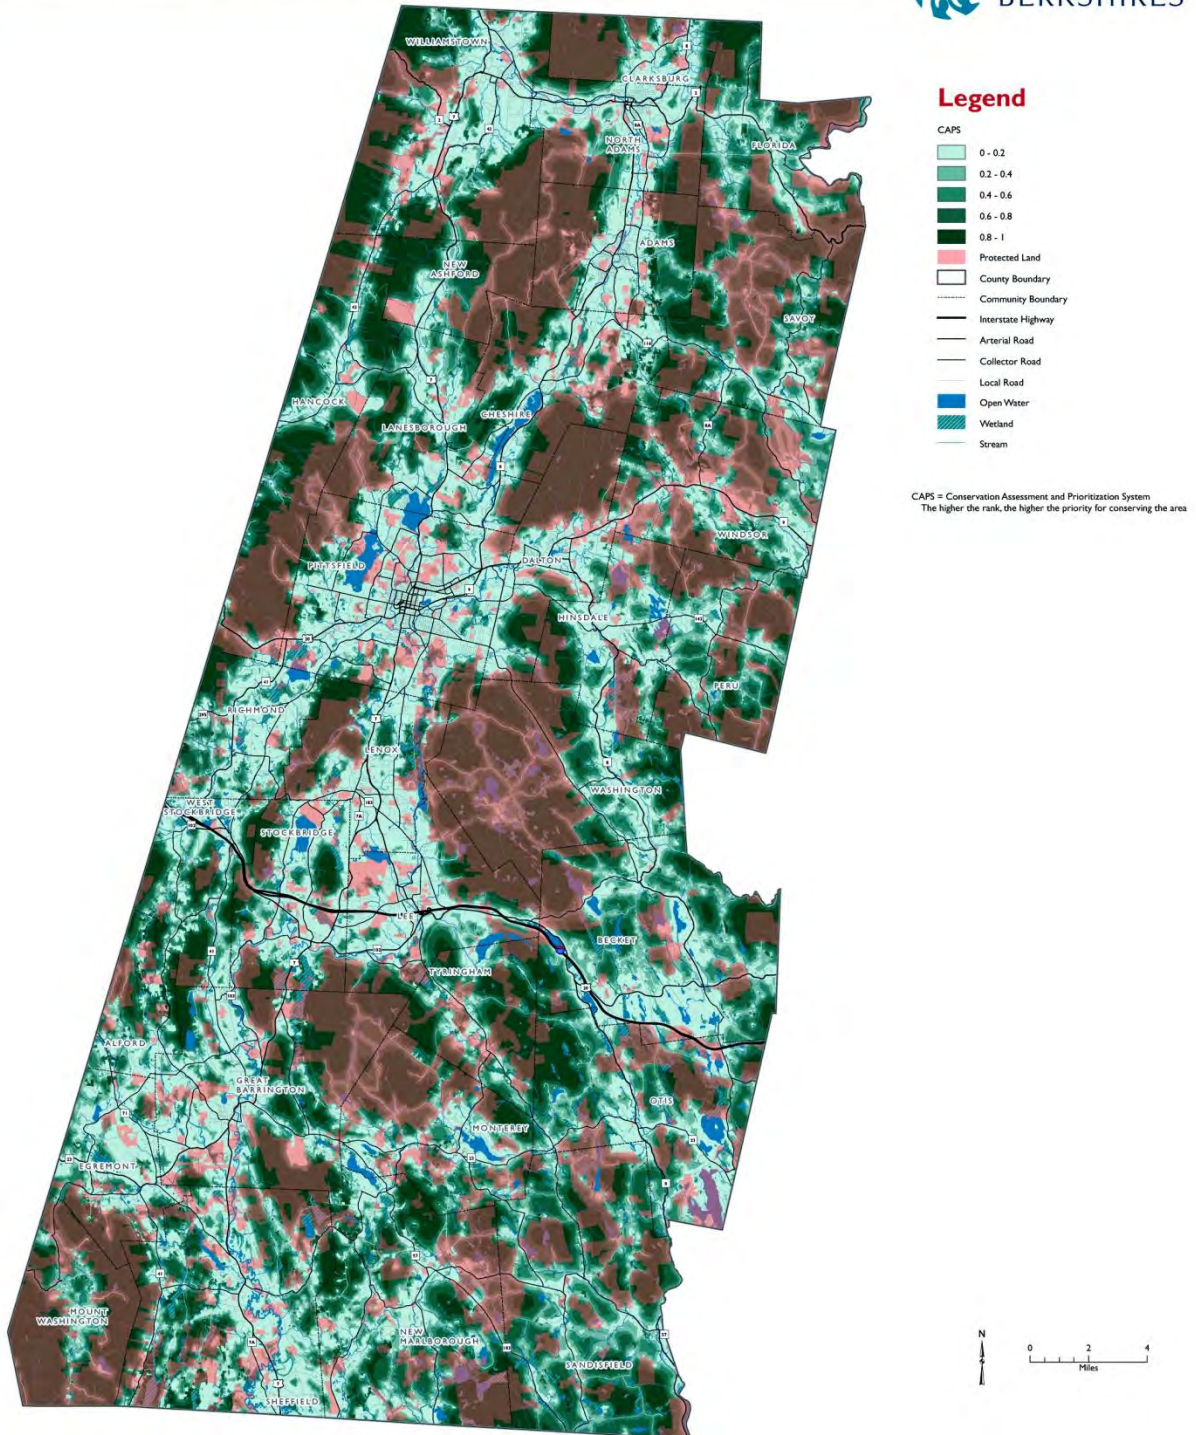 BERKSHIRES
Legend
CAPS
0 - 0.2
0.2 - 0.4
0.4 - 0.6
0.6 - 0.8
0.8 - 1
Protected Land
County Boundary
Community Boundary
Interstate Highway
Arterial Road
Collector Road
Local Road
Open Water
Wetland
Stream
CAPS = Conservation Assessment and Prioritization System
The higher the rank, the higher the priority for conserving the area
WILLIAMSTOWN
CLARKSBURG
NORTH
ADAMS
FLORIDA
ADAMS
NEW
ASHFORD
SAVOY
HANCOCK
CHESHIRE
LANESBOROUGH
WINDSOR
DALTON
PITTSFIELD
HINSDALE
PERU
RICHMOND
LENOX
WASHINGTON
WEST
STOCKBRIDGE
STOCKBRIDGE
LEE
BECKET
TYRINGHAM
ALFORD
GREAT
BARRINGTON
OTIS
MONTEREY
EGREMONT
MOUNT
WASHINGTON
NEW
MARLBOROUGH
SANDISFIELD
SHEFFIELD
N
0 2 4
Miles